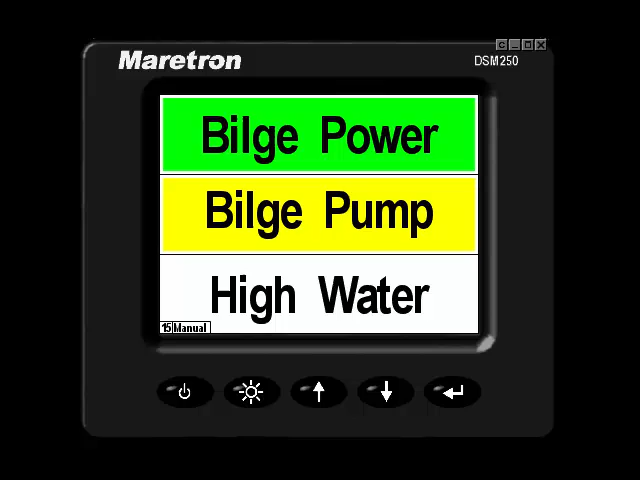 Maretron
DSM250
Bilge Power
Bilge Pump
High Water
15 Manual